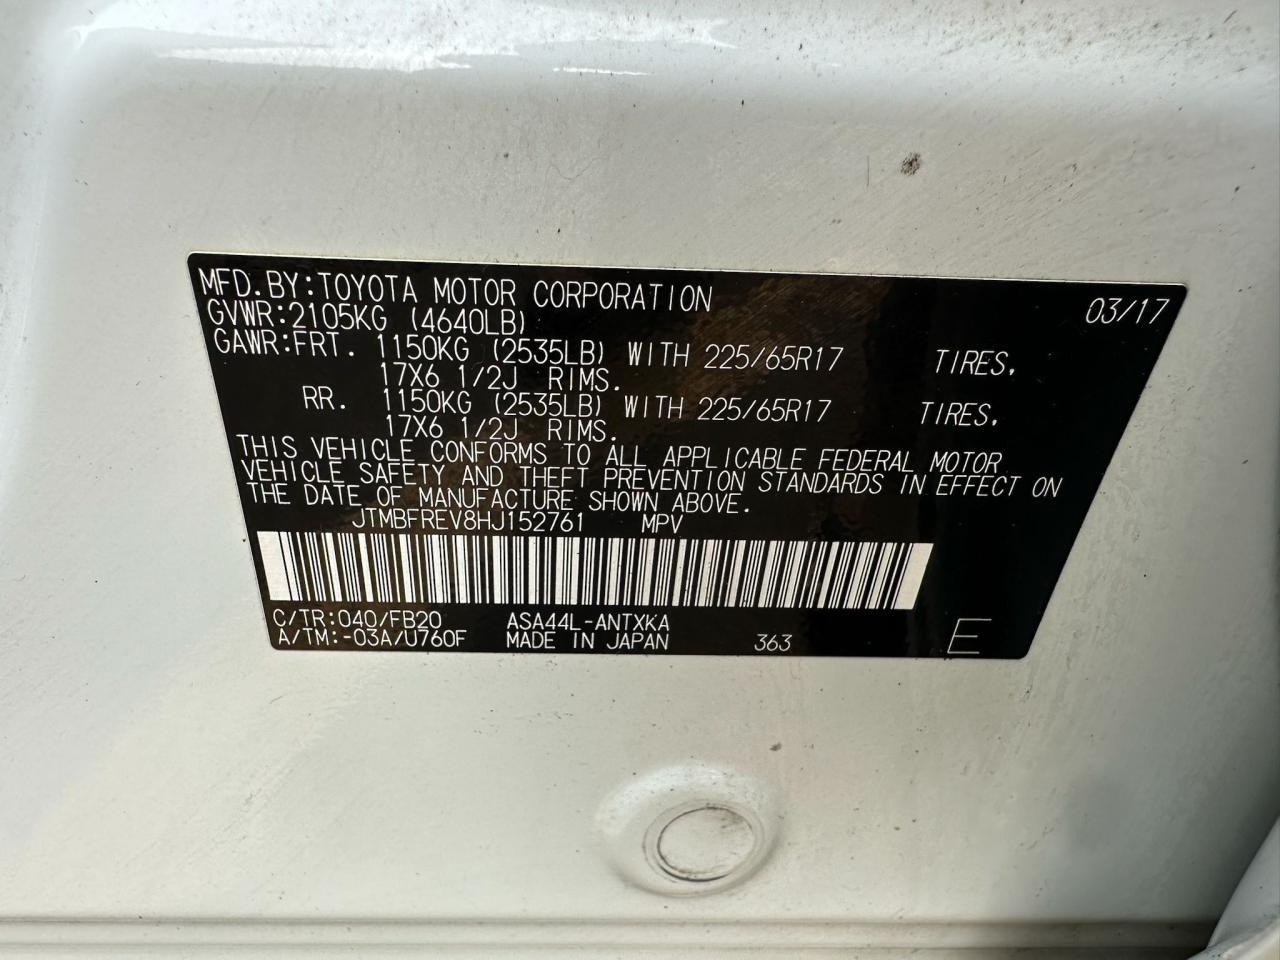 MFD.BY:TOYOTA MOTOR CORPORATION 03/17
GVWR:2105KG (4640LB)
GAWR:FRT. 1150KG (2535LB) WITH 225/65R17 TIRES,
17X6 1/2J RIMS.
RR. 1150KG (2535LB) WITH 225/65R17 TIRES,
17X6 1/2J RIMS.
THIS VEHICLE CONFORMS TO ALL APPLICABLE FEDERAL MOTOR
VEHICLE SAFETY AND THEFT PREVENTION STANDARDS IN EFFECT ON
THE DATE OF MANUFACTURE SHOWN ABOVE.
JTMBFREV8HJ152761 MPV
C/TR:040/FB20 ASA44L-ANTXKA
A/TM:-03A/U760F MADE IN JAPAN 363 E